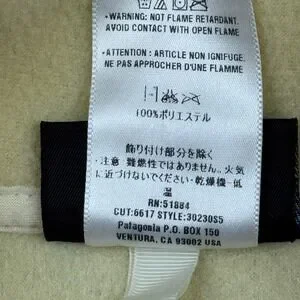 •WARNING: NOT FLAME RETARDANT.
AVOID CONTACT WITH OPEN FLAME
•ATTENTION : ARTICLE NON IGNIFUGE.
NE PAS APPROCHER D'UNE FLAMME
100%ポリエステル
飾り付け部分を除く
・注意 難燃性ではありません。火気
に近づけないでください・乾燥機-低
温
RN:51884
CUT:6617 STYLE:30230S5
Patagonia P.O. BOX 150
VENTURA, CA 93002 USA